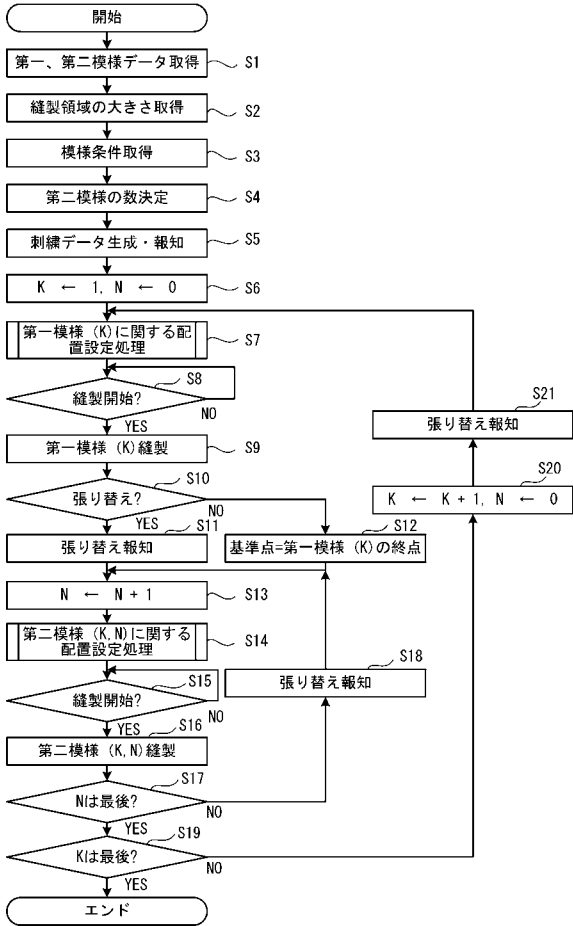 開始
第一、第二模様データ取得 S1
縫製領域の大きさ取得 S2
模様条件取得 S3
第二模様の数決定 S4
刺繍データ生成・報知 S5
K ← 1, N ← 0 S6
第一模様 (K) に関する配
置設定処理 S7
S8
縫製開始?
NO
YES
第一模様 (K) 縫製 S9
S10
張り替え?
NO
YES
S11
張り替え報知
S12
基準点=第一模様 (K) の終点
N ← N + 1 S13
第二模様 (K, N) に関する
配置設定処理 S14
S15
縫製開始?
NO
YES
S16
第二模様 (K, N) 縫製
S17
Nは最後?
NO
YES
S18
張り替え報知
S19
Kは最後?
NO
YES
S20
K ← K + 1, N ← 0
S21
張り替え報知
エンド